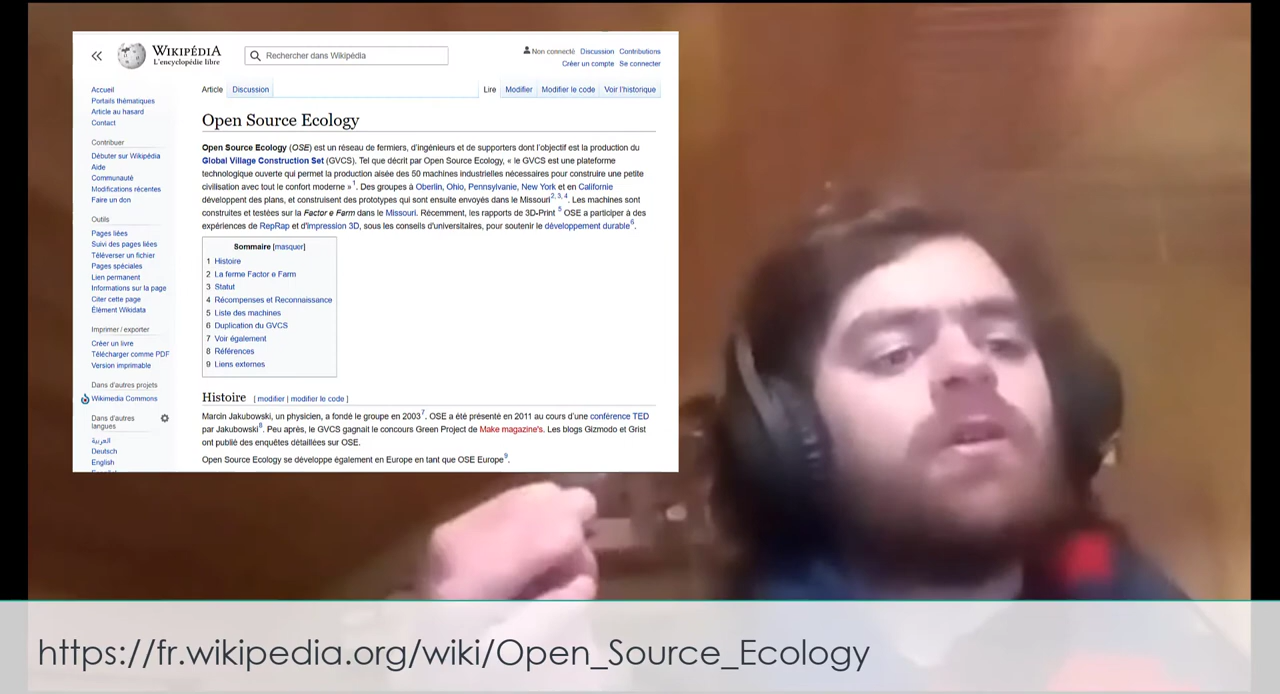 WIKIPÉDIA
L'encyclopédie libre
Rechercher dans Wikipédia
Non connecté Discussion Contributions
Créer un compte Se connecter
Article Discussion
Lire Modifier Modifier le code Voir l'historique
Accueil
Portails thématiques
Article au hasard
Contact
Contribuer
Débuter sur Wikipédia
Aide
Communauté
Modifications récentes
Faire un don
Outils
Pages liées
Suivi des pages liées
Téléverser un fichier
Pages spéciales
Lien permanent
Informations sur la page
Citer cette page
Élément Wikidata
Imprimer / exporter
Créer un livre
Télécharger comme PDF
Version imprimable
Dans d'autres projets
Wikimedia Commons
Dans d'autres
langues
العربية
Deutsch
English
Open Source Ecology
Open Source Ecology (OSE) est un réseau de fermiers, d'ingénieurs et de supporters dont l'objectif est la production du
Global Village Construction Set (GVCS). Tel que décrit par Open Source Ecology, « le GVCS est une plateforme
technologique ouverte qui permet la production aisée des 50 machines industrielles nécessaires pour construire une petite
civilisation avec tout le confort moderne »1. Des groupes à Oberlin, Ohio, Pennsylvanie, New York et en Californie
développent des plans, et construisent des prototypes qui sont ensuite envoyés dans le Missouri2, 3, 4. Les machines sont
construites et testées sur la Factor e Farm dans le Missouri. Récemment, les rapports de 3D-Print 5 OSE a participer à des
expériences de RepRap et d'Impression 3D, sous les conseils d'universitaires, pour soutenir le développement durable6.
Sommaire [masquer]
1 Histoire
2 La ferme Factor e Farm
3 Statut
4 Récompenses et Reconnaissance
5 Liste des machines
6 Duplication du GVCS
7 Voir également
8 Références
9 Liens externes
Histoire [ modifier | modifier le code ]
Marcin Jakubowski, un physicien, a fondé le groupe en 20037. OSE a été présenté en 2011 au cours d'une conférence TED
par Jakubowski8. Peu après, le GVCS gagnait le concours Green Project de Make magazine's. Les blogs Gizmodo et Grist
ont publié des enquêtes détaillées sur OSE.
Open Source Ecology se développe également en Europe en tant que OSE Europe9.
https://fr.wikipedia.org/wiki/Open_Source_Ecology